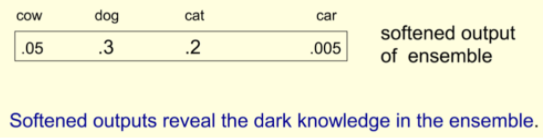 cow dog cat car
.05 .3 .2 .005
softened output
of ensemble
Softened outputs reveal the dark knowledge in the ensemble.